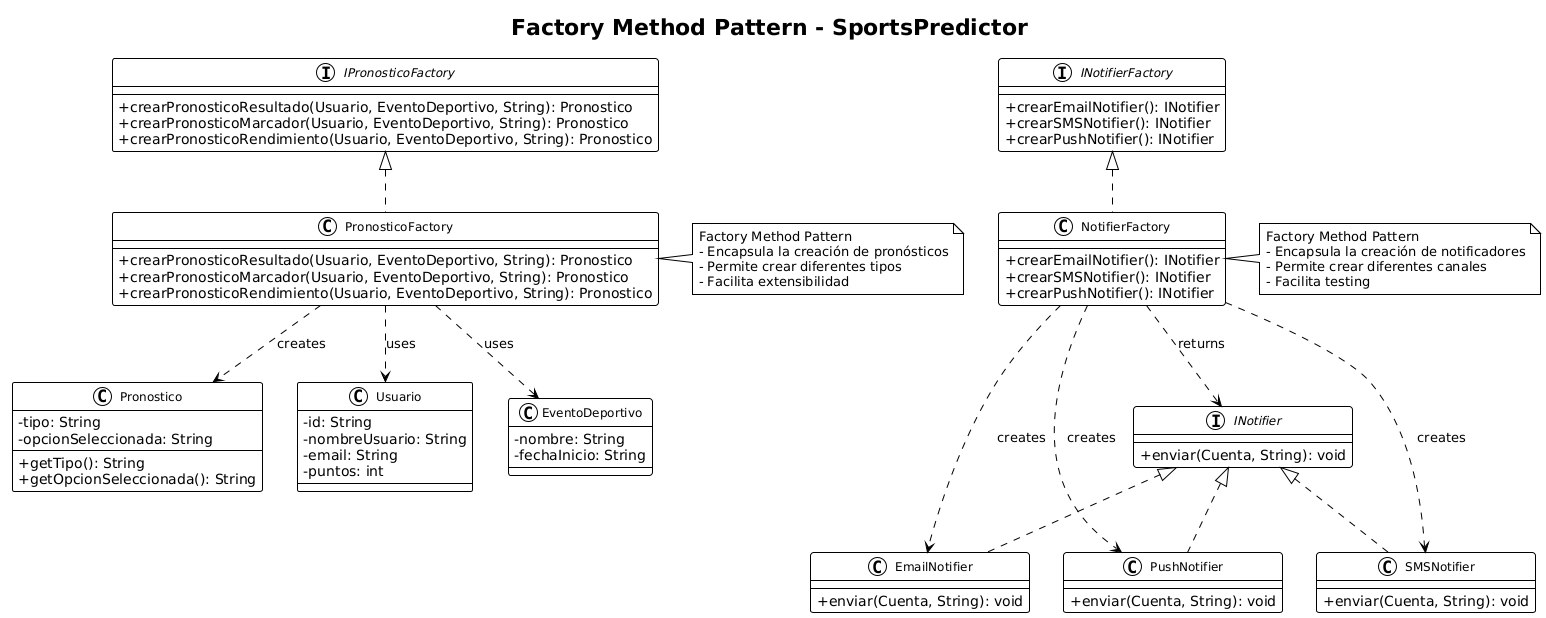 Factory Method Pattern - SportsPredictor
I IPronosticoFactory
+crearPronosticoResultado(Usuario, EventoDeportivo, String): Pronostico
+crearPronosticoMarcador(Usuario, EventoDeportivo, String): Pronostico
+crearPronosticoRendimiento(Usuario, EventoDeportivo, String): Pronostico
I INotifierFactory
+crearEmailNotifier(): INotifier
+crearSMSNotifier(): INotifier
+crearPushNotifier(): INotifier
C PronosticoFactory
+crearPronosticoResultado(Usuario, EventoDeportivo, String): Pronostico
+crearPronosticoMarcador(Usuario, EventoDeportivo, String): Pronostico
+crearPronosticoRendimiento(Usuario, EventoDeportivo, String): Pronostico
Factory Method Pattern
- Encapsula la creación de pronósticos
- Permite crear diferentes tipos
- Facilita extensibilidad
C NotifierFactory
+crearEmailNotifier(): INotifier
+crearSMSNotifier(): INotifier
+crearPushNotifier(): INotifier
Factory Method Pattern
- Encapsula la creación de notificadores
- Permite crear diferentes canales
- Facilita testing
creates
uses
uses
returns
C Pronostico
-tipo: String
-opcionSeleccionada: String
+getTipo(): String
+getOpcionSeleccionada(): String
C Usuario
-id: String
-nombreUsuario: String
-email: String
-puntos: int
C EventoDeportivo
-nombre: String
-fechaInicio: String
creates
creates
creates
I INotifier
+enviar(Cuenta, String): void
C EmailNotifier
+enviar(Cuenta, String): void
C PushNotifier
+enviar(Cuenta, String): void
C SMSNotifier
+enviar(Cuenta, String): void